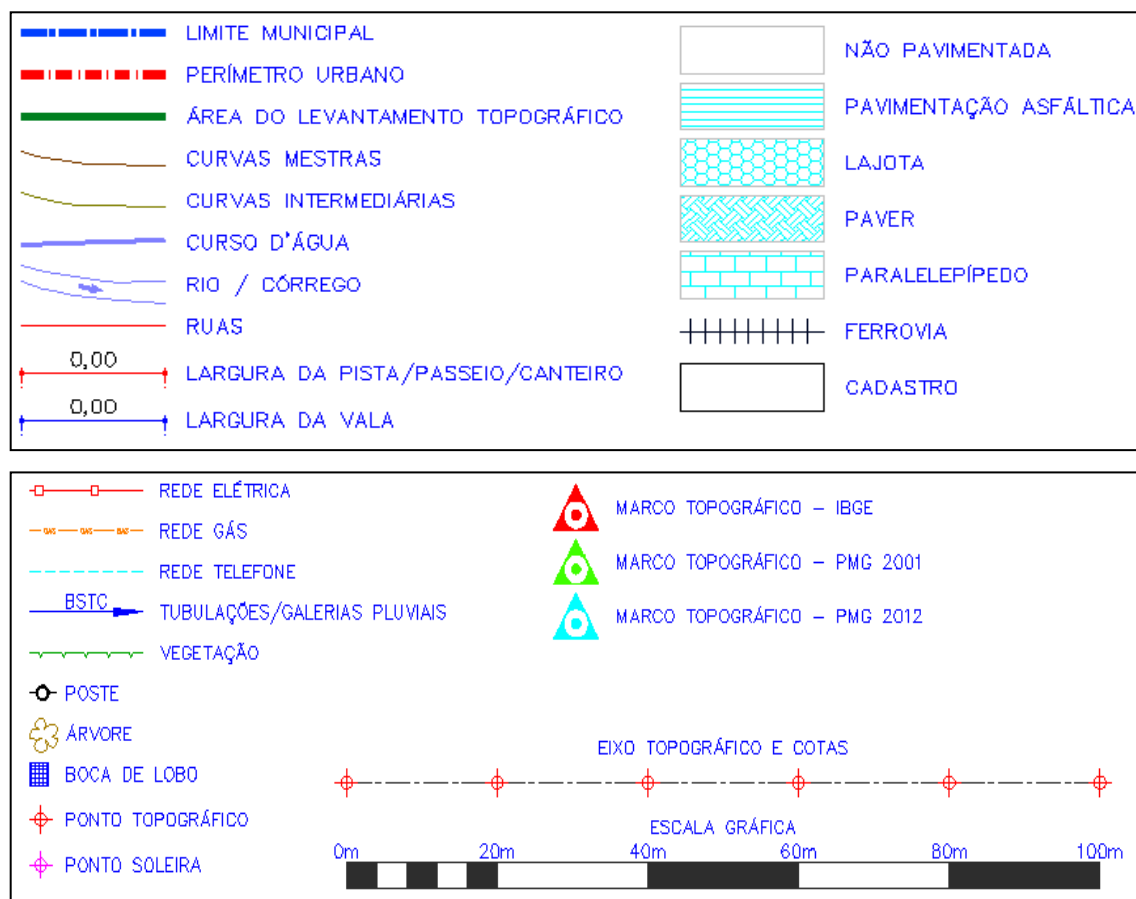 LIMITE MUNICIPAL
PERÍMETRO URBANO
ÁREA DO LEVANTAMENTO TOPOGRÁFICO
CURVAS MESTRAS
CURVAS INTERMEDIÁRIAS
CURSO D'ÁGUA
RIO / CÓRREGO
RUAS
0,00
LARGURA DA PISTA/PASSEIO/CANTEIRO
0,00
LARGURA DA VALA
NÃO PAVIMENTADA
PAVIMENTAÇÃO ASFÁLTICA
LAJOTA
PAVER
PARALELEPÍPEDO
FERROVIA
CADASTRO
REDE ELÉTRICA
GAS GAS GAS
REDE GÁS
REDE TELEFONE
BSTC
TUBULAÇÕES/GALERIAS PLUVIAIS
VEGETAÇÃO
POSTE
ÁRVORE
BOCA DE LOBO
PONTO TOPOGRÁFICO
PONTO SOLEIRA
MARCO TOPOGRÁFICO – IBGE
MARCO TOPOGRÁFICO – PMG 2001
MARCO TOPOGRÁFICO – PMG 2012
EIXO TOPOGRÁFICO E COTAS
ESCALA GRÁFICA
0m 20m 40m 60m 80m 100m